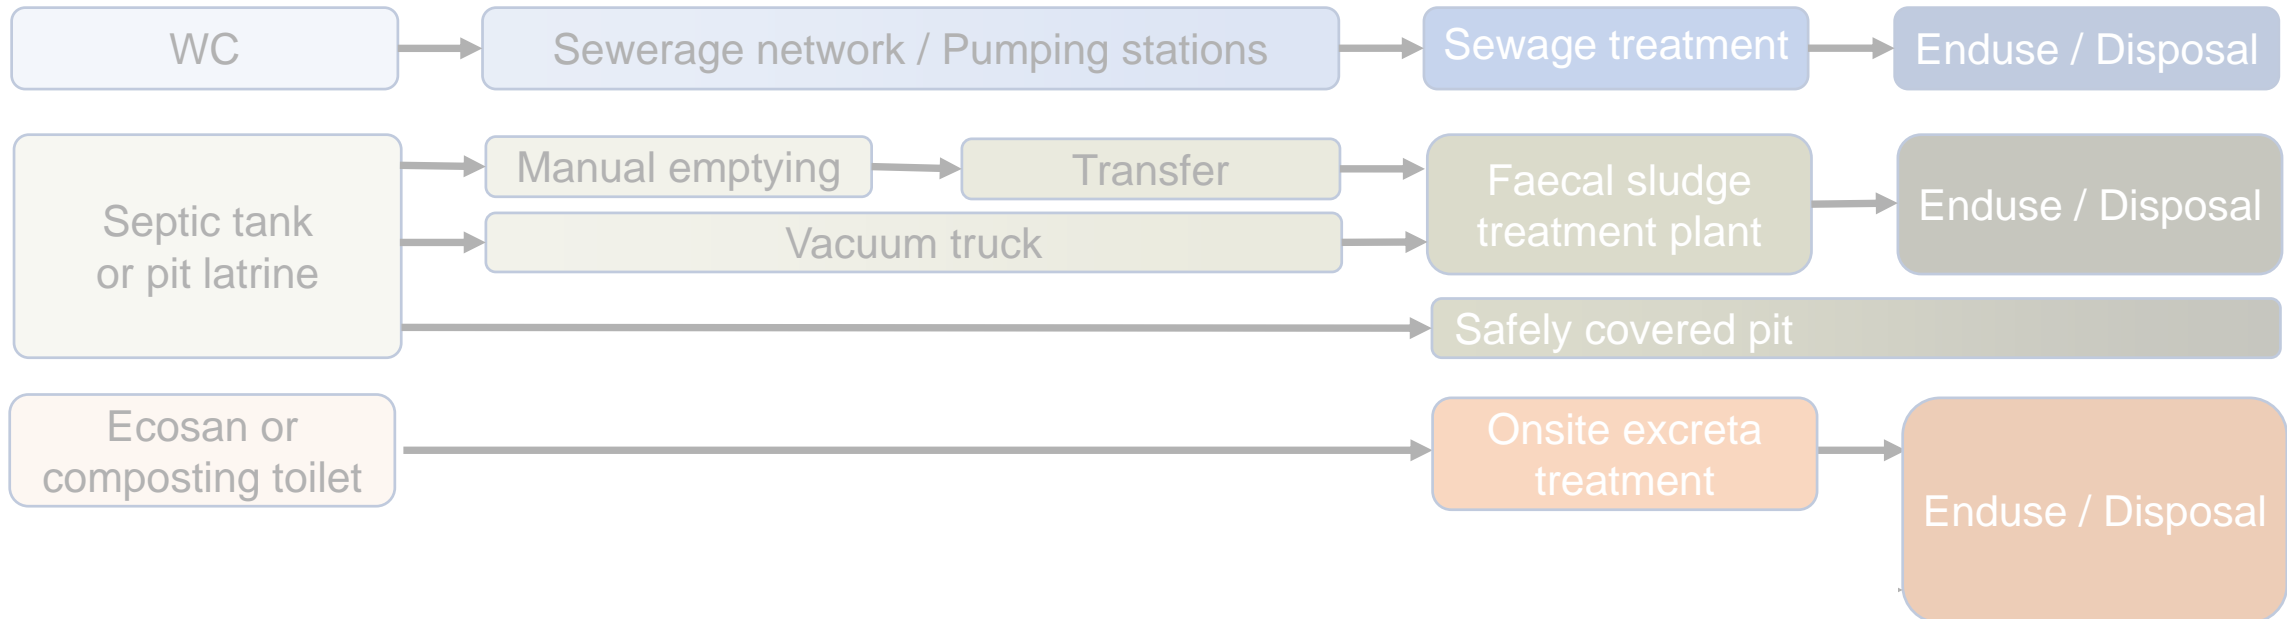 WC
Sewerage network / Pumping stations
Sewage treatment
Enduse / Disposal
Septic tank
or pit latrine
Manual emptying
Transfer
Vacuum truck
Faecal sludge
treatment plant
Enduse / Disposal
Safely covered pit
Ecosan or
composting toilet
Onsite excreta
treatment
Enduse / Disposal